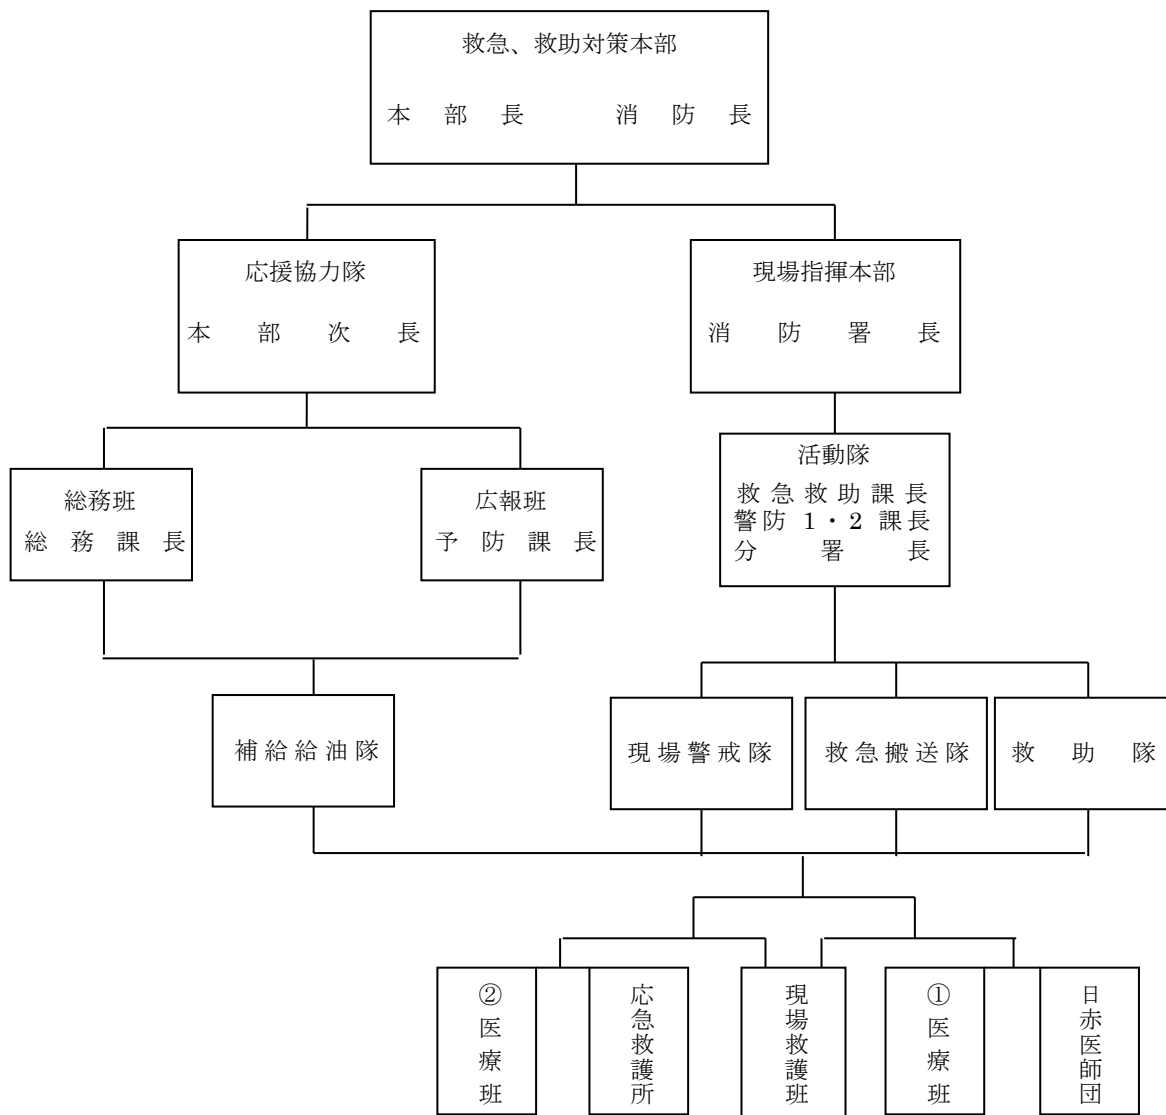 救急、救助対策本部
本部長 消防長
応援協力隊
本部次長
現場指揮本部
消防署長
総務班
総務課長
広報班
予防課長
活動隊
救急救助課長
警防1・2課長
分署長
補給給油隊
現場警戒隊
救急搬送隊
救助隊
②医療班
応急救護所
現場救護班
①医療班
日赤医師団